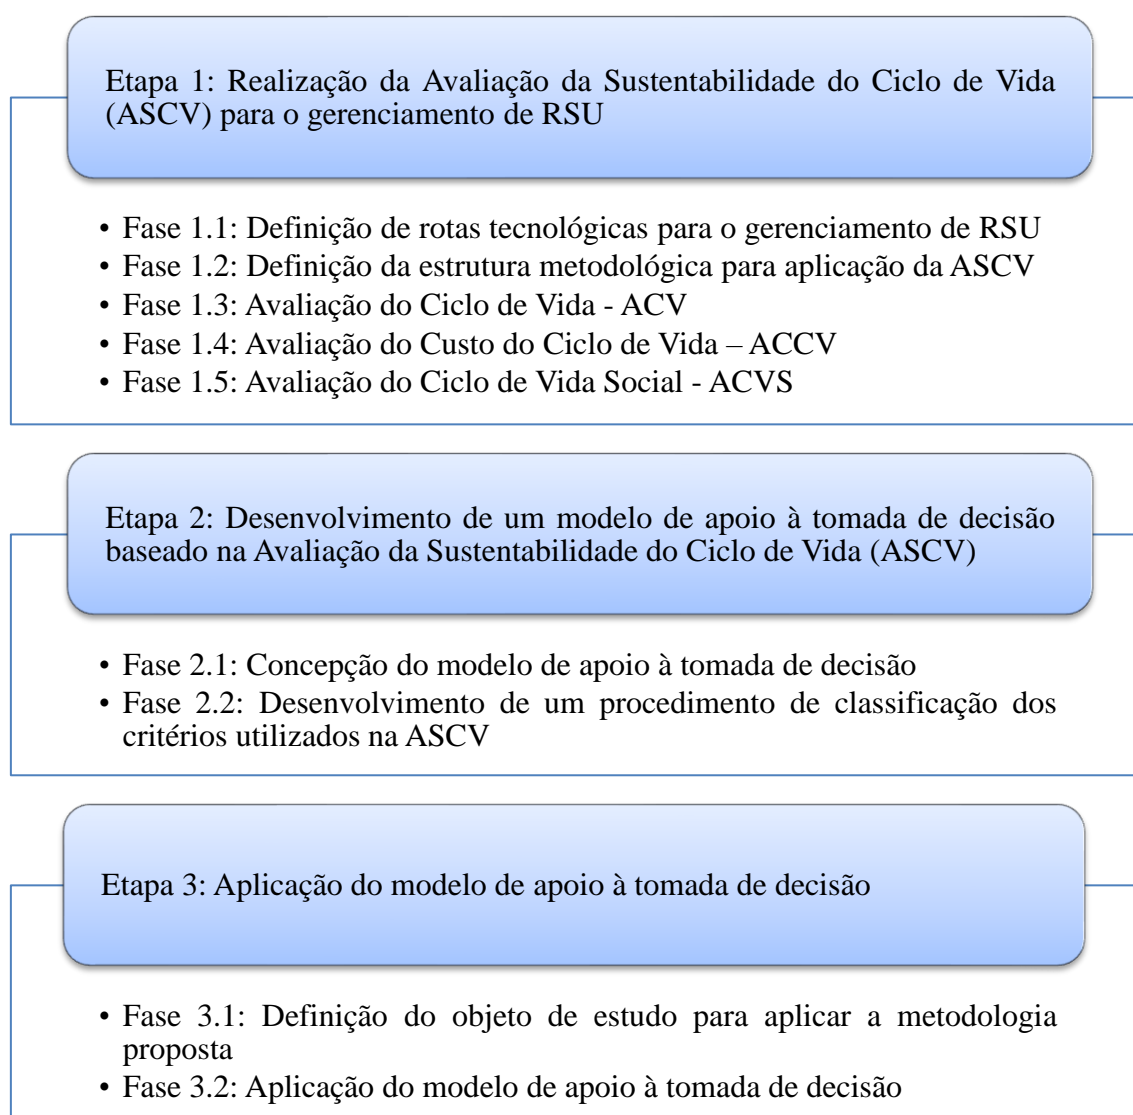 Etapa 1: Realização da Avaliação da Sustentabilidade do Ciclo de Vida
(ASCV) para o gerenciamento de RSU
• Fase 1.1: Definição de rotas tecnológicas para o gerenciamento de RSU
• Fase 1.2: Definição da estrutura metodológica para aplicação da ASCV
• Fase 1.3: Avaliação do Ciclo de Vida - ACV
• Fase 1.4: Avaliação do Custo do Ciclo de Vida – ACCV
• Fase 1.5: Avaliação do Ciclo de Vida Social - ACVS
Etapa 2: Desenvolvimento de um modelo de apoio à tomada de decisão
baseado na Avaliação da Sustentabilidade do Ciclo de Vida (ASCV)
• Fase 2.1: Concepção do modelo de apoio à tomada de decisão
• Fase 2.2: Desenvolvimento de um procedimento de classificação dos
critérios utilizados na ASCV
Etapa 3: Aplicação do modelo de apoio à tomada de decisão
• Fase 3.1: Definição do objeto de estudo para aplicar a metodologia
proposta
• Fase 3.2: Aplicação do modelo de apoio à tomada de decisão